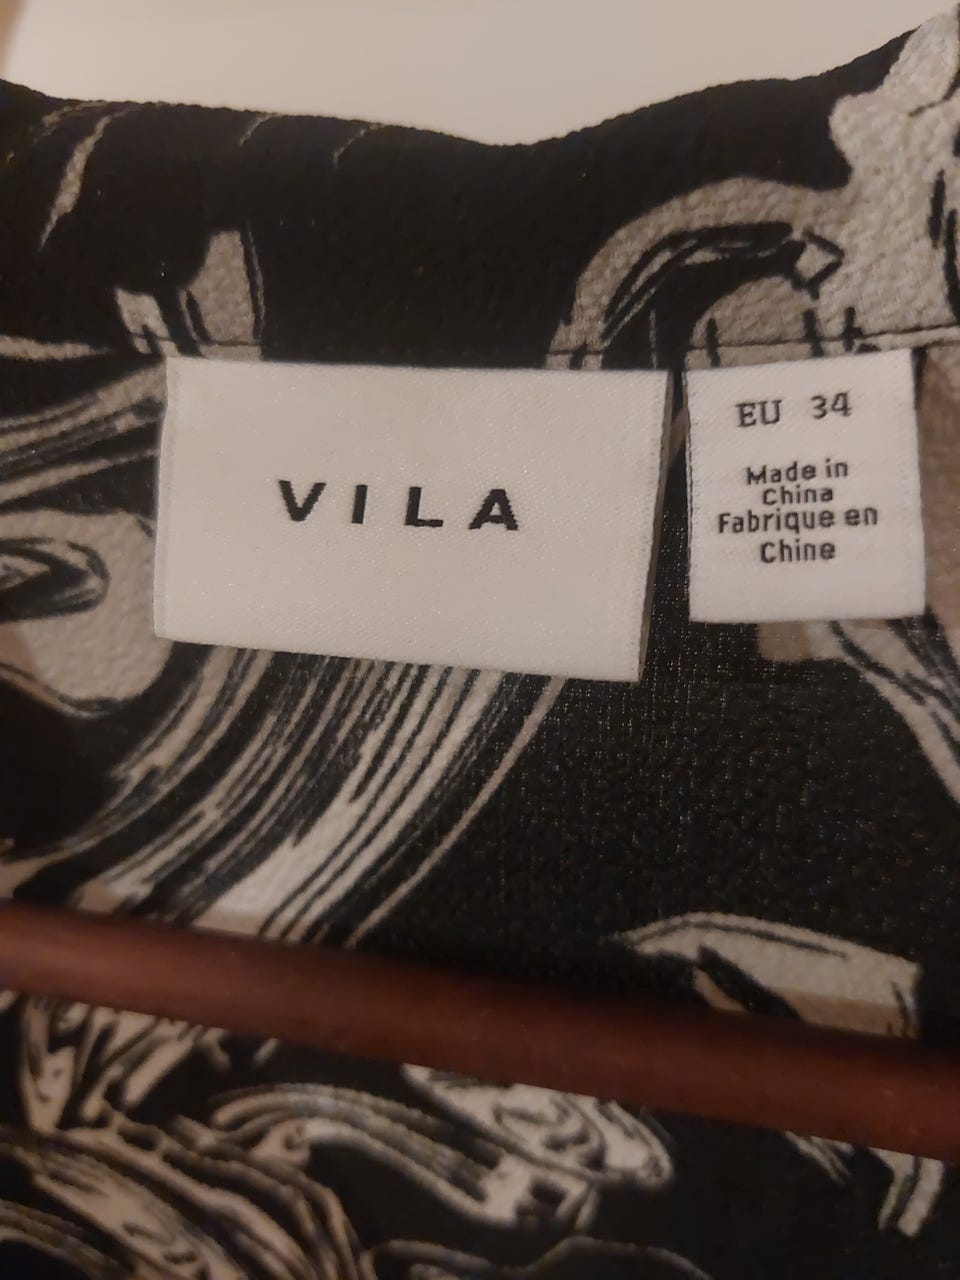 VILA
EU 34
Made in
China
Fabrique en
Chine